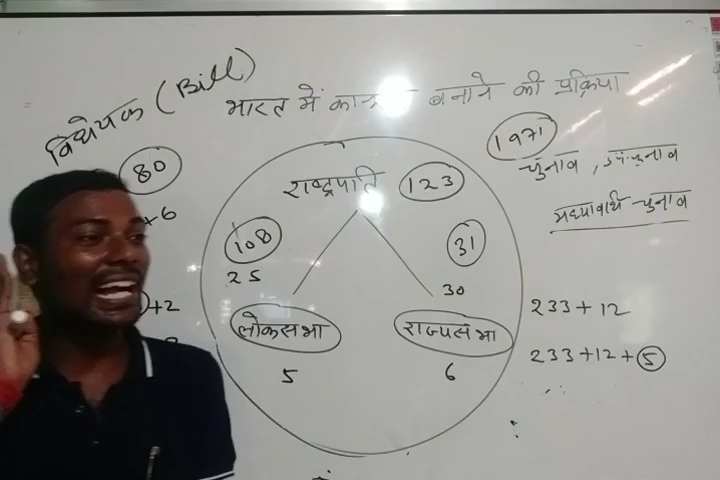 विधेयक (Bill)
भारत में बनाने की प्रक्रिया
80
1971
चुनाव , उप-चुनाव
मध्यावधि चुनाव
राष्ट्रपति 123
+6
108 31
25 30
+2
233+12
लोकसभा राज्यसभा
233+12+5
5 6